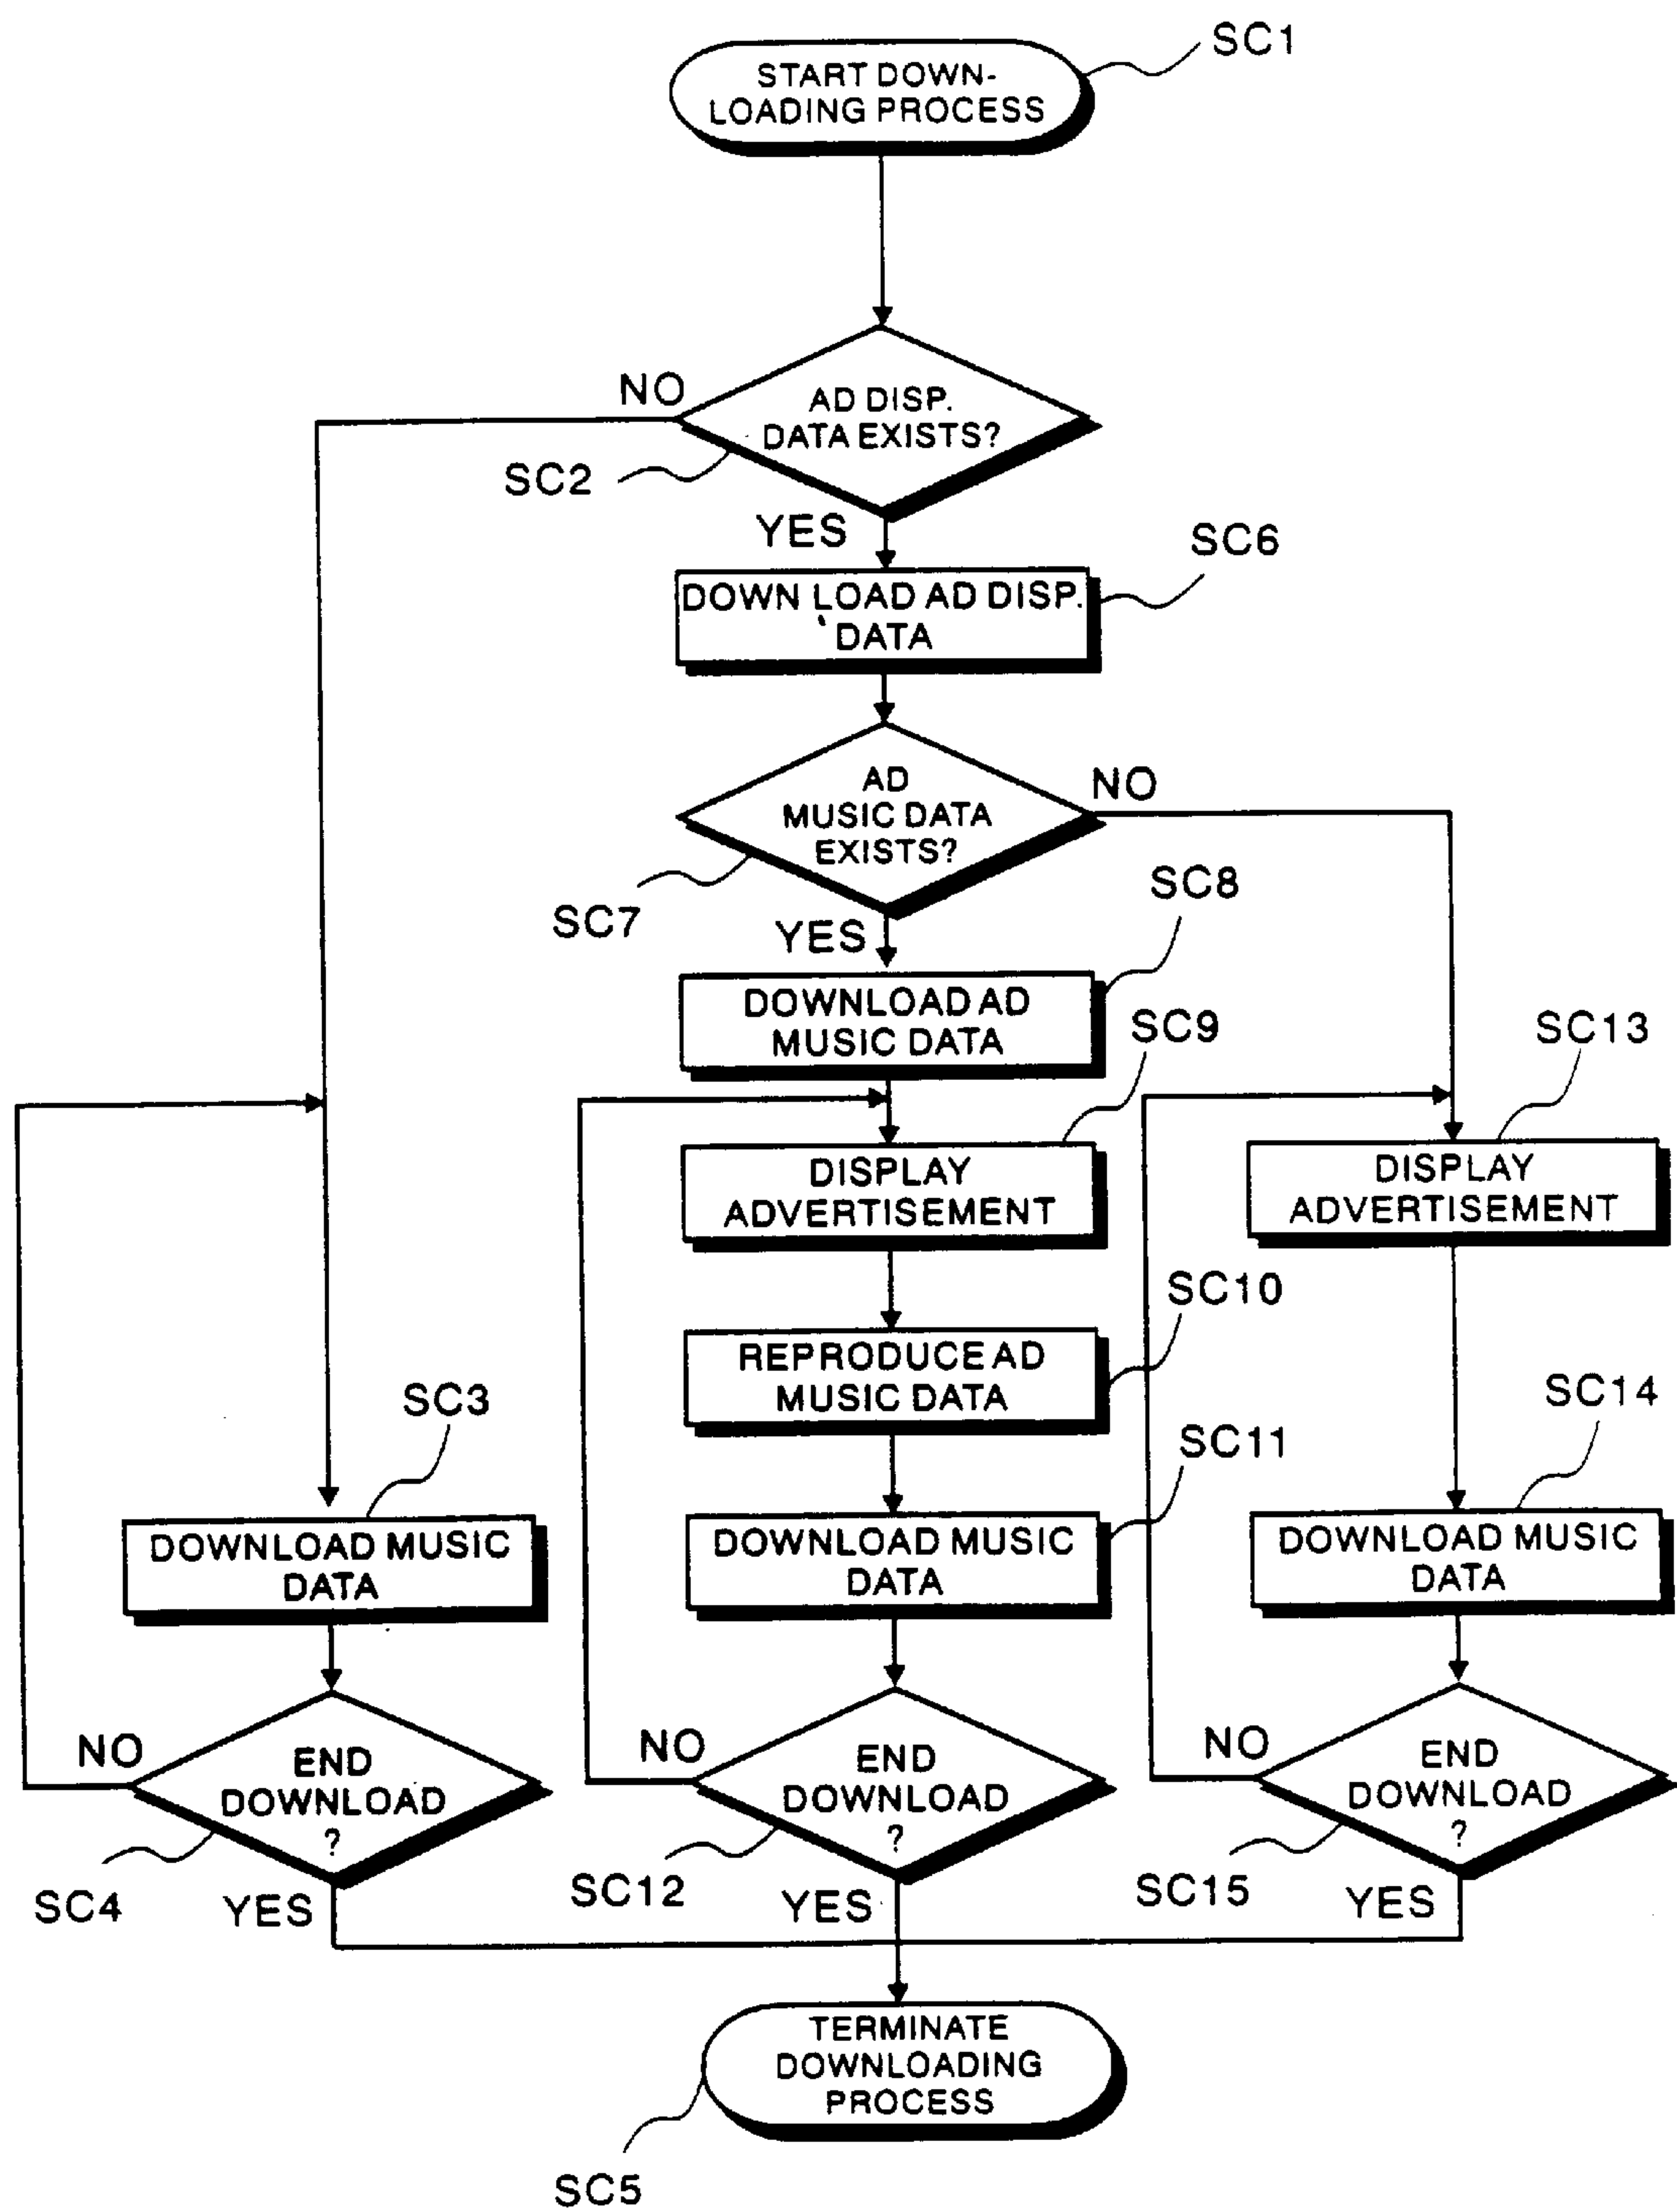 SC1
START DOWN-
LOADING PROCESS
NO
AD DISP.
DATA EXISTS?
SC2
YES
SC6
DOWN LOAD AD DISP.
DATA
AD
MUSIC DATA
EXISTS?
NO
SC7
YES
SC8
DOWNLOAD AD
MUSIC DATA
SC9
SC13
DISPLAY
ADVERTISEMENT
DISPLAY
ADVERTISEMENT
SC10
REPRODUCE AD
MUSIC DATA
SC3
SC11
SC14
DOWNLOAD MUSIC
DATA
DOWNLOAD MUSIC
DATA
DOWNLOAD MUSIC
DATA
NO
END
DOWNLOAD
?
NO
END
DOWNLOAD
?
NO
END
DOWNLOAD
?
SC4
YES
SC12
YES
SC15
YES
TERMINATE
DOWNLOADING
PROCESS
SC5